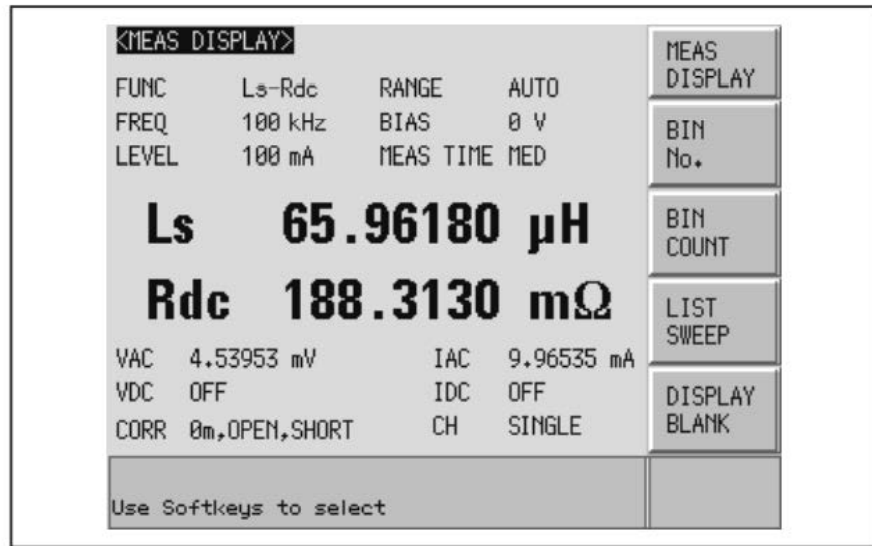 <MEAS DISPLAY>
FUNC Ls-Rdc RANGE AUTO
FREQ 100 kHz BIAS 0 V
LEVEL 100 mA MEAS TIME MED
Ls 65.96180 µH
Rdc 188.3130 mΩ
VAC 4.53953 mV IAC 9.96535 mA
VDC OFF IDC OFF
CORR 0m,OPEN,SHORT CH SINGLE
Use Softkeys to select
MEAS
DISPLAY
BIN
No.
BIN
COUNT
LIST
SWEEP
DISPLAY
BLANK